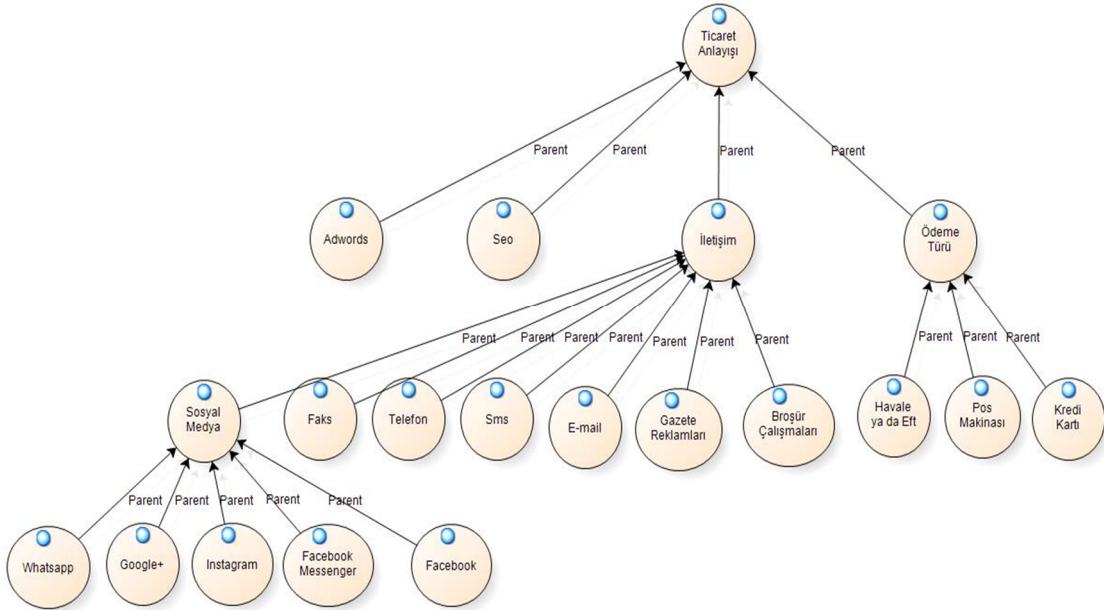 Ticaret
Anlayışı
Parent
Parent
Parent
Parent
Adwords
Seo
İletişim
Ödeme
Türü
Parent
Parent
Parent
Parent
Parent
Parent
Parent
Parent
Parent
Parent
Sosyal
Medya
Faks
Telefon
Sms
E-mail
Gazete
Reklamları
Broşür
Çalışmaları
Havale
ya da Eft
Pos
Makinası
Kredi
Kartı
Parent
Parent
Parent
Parent
Parent
Whatsapp
Google+
Instagram
Facebook
Messenger
Facebook